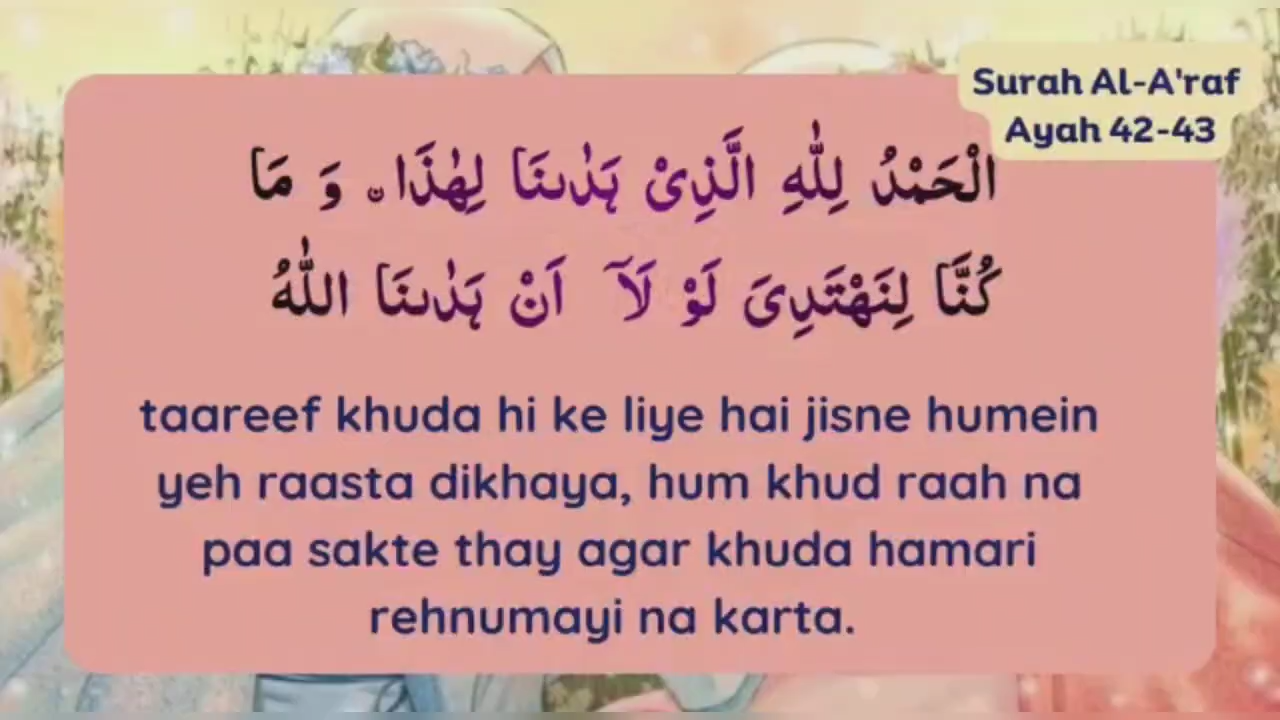 Surah Al-A'raf
Ayah 42-43
الْحَمْدُ لِلّٰهِ الَّذِىْ هَدٰىنَا لِهٰذَا ۣ وَ مَا
كُنَّا لِنَهْتَدِىَ لَوْ لَاۤ اَنْ هَدٰىنَا اللّٰهُ
taareef khuda hi ke liye hai jisne humein
yeh raasta dikhaya, hum khud raah na
paa sakte thay agar khuda hamari
rehnumayi na karta.